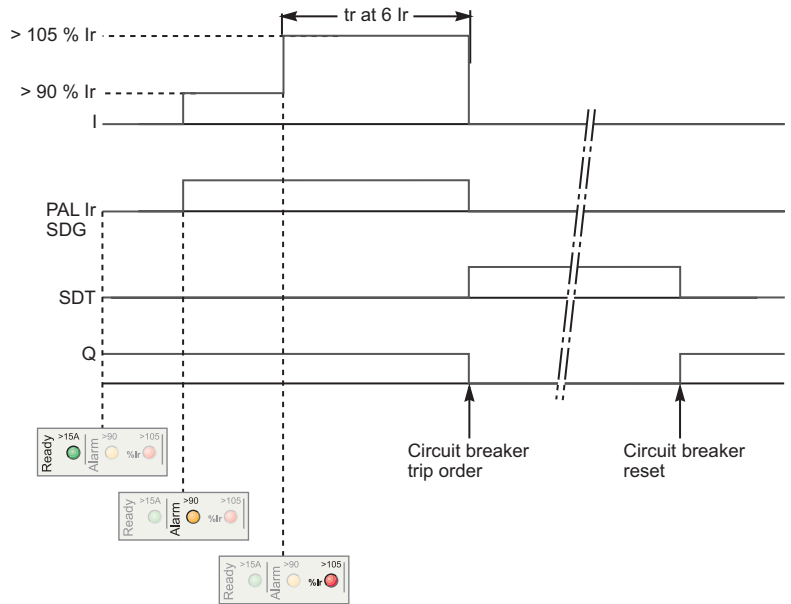 tr at 6 Ir
> 105 % Ir
> 90 % Ir
I
PAL Ir
SDG
SDT
Q
Circuit breaker
trip order
Circuit breaker
reset
Ready >15A Alarm >90 %Ir >105
Ready >15A Alarm >90 %Ir >105
Ready >15A Alarm >90 %Ir >105